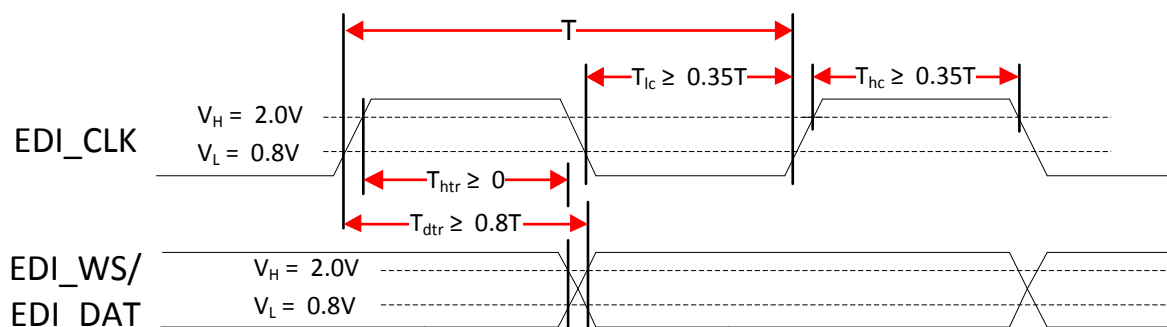 T
T_lc ≥ 0.35T
T_hc ≥ 0.35T
V_H = 2.0V
EDI_CLK
V_L = 0.8V
T_htr ≥ 0
T_dtr ≥ 0.8T
EDI_WS/
V_H = 2.0V
EDI_DAT
V_L = 0.8V